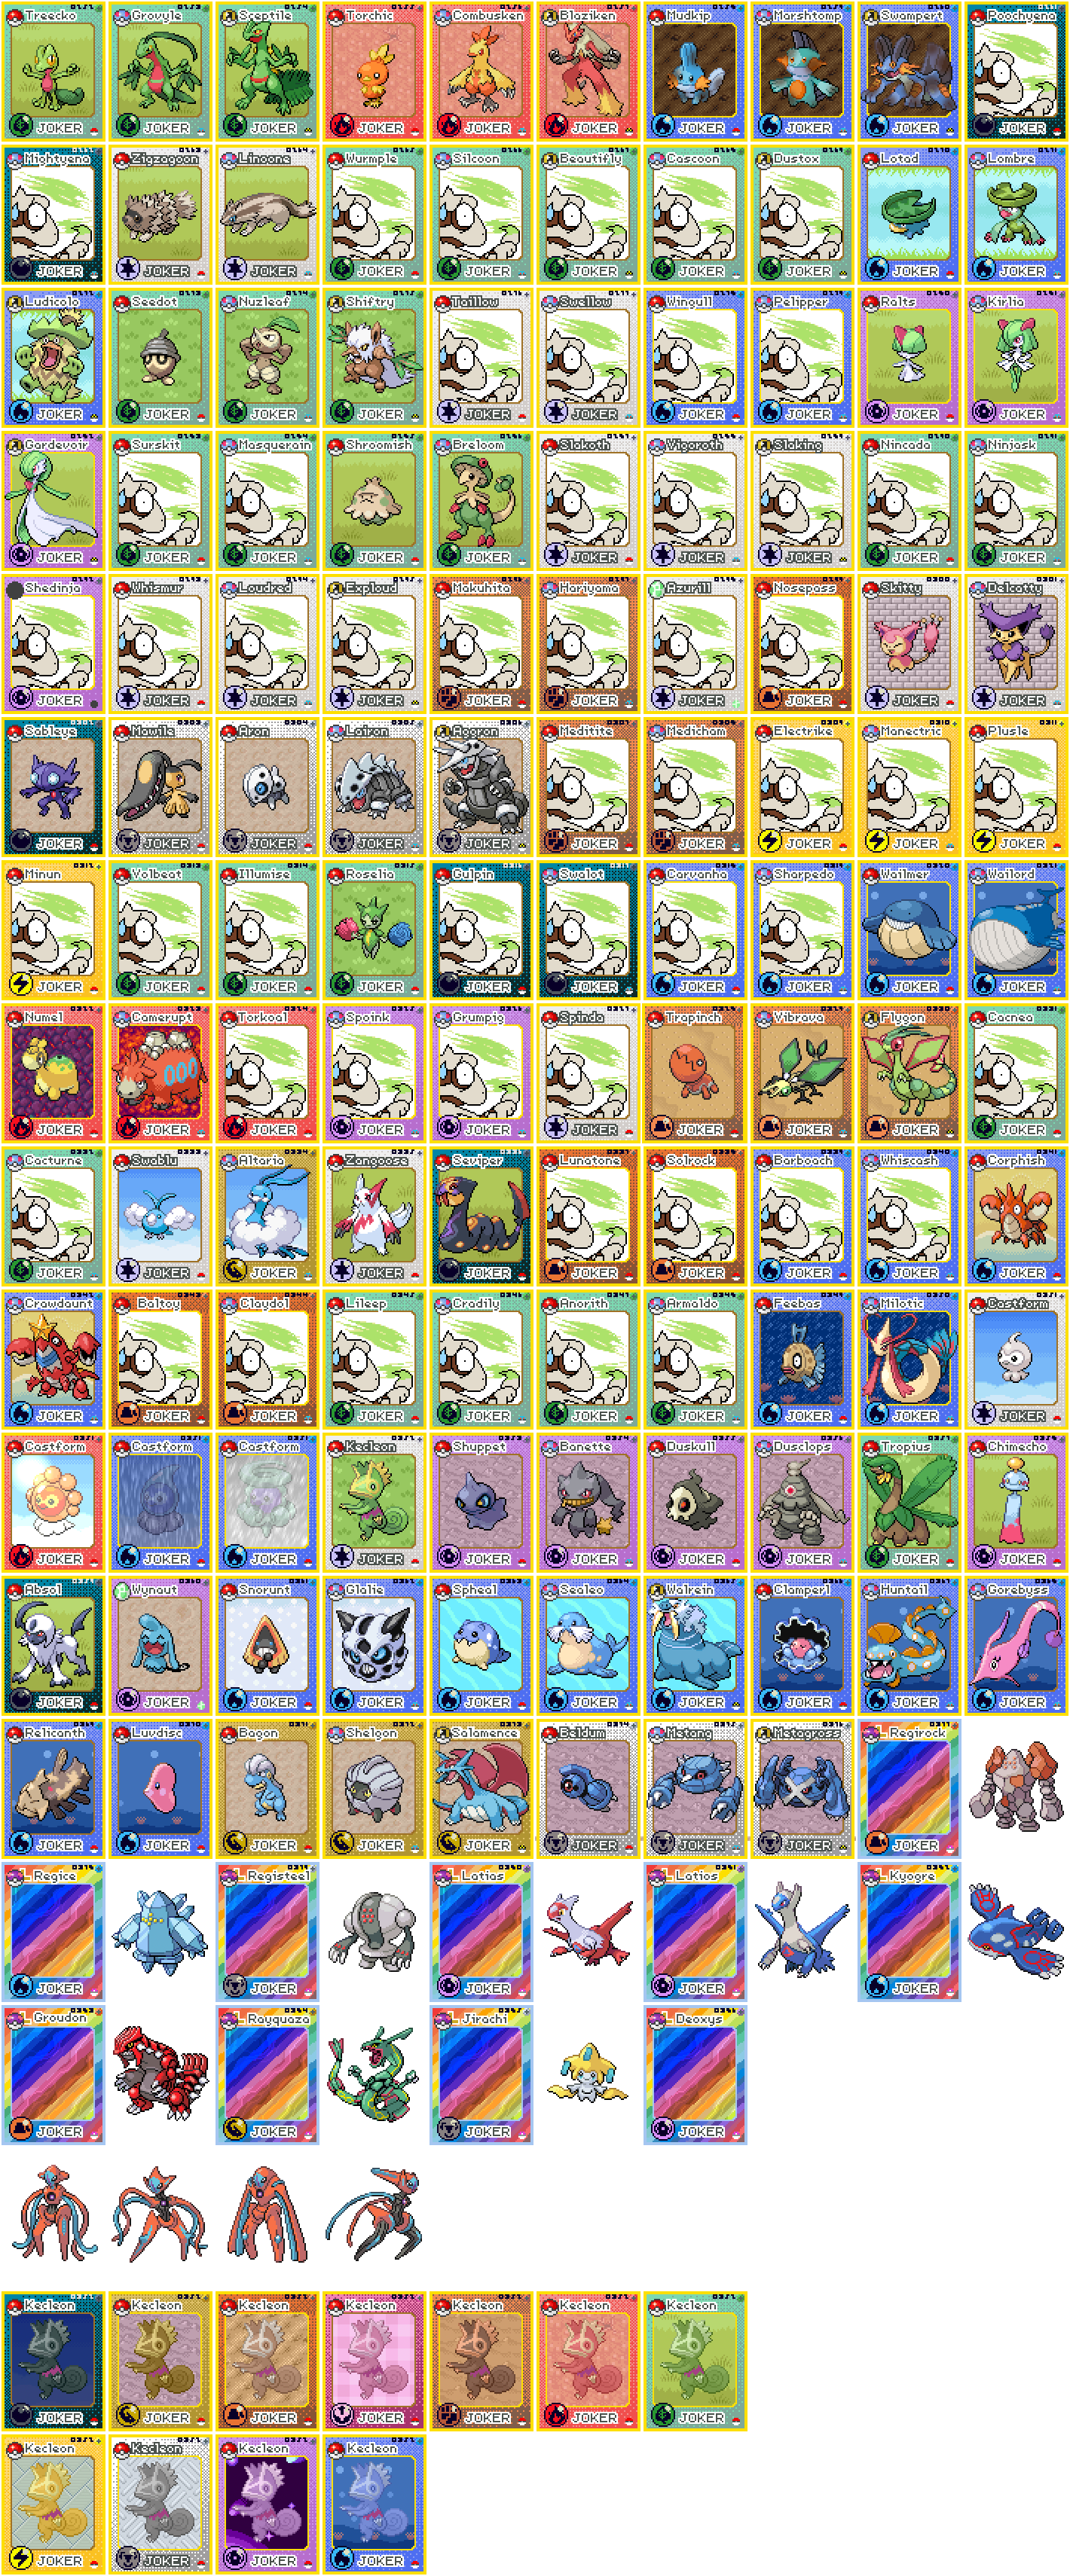 Treecko Grovyle Sceptile Torchic Combusken Blaziken Mudkip Marshtomp Swampert Poochyena
JOKER JOKER JOKER JOKER JOKER JOKER JOKER JOKER JOKER JOKER
Mightyena Zigzagoon Linoone Wurmple Silcoon Beautifly Cascoon Dustox Lotad Lombre
JOKER JOKER JOKER JOKER JOKER JOKER JOKER JOKER JOKER JOKER
Ludicolo Seedot Nuzleaf Shiftry Taillow Swellow Wingull Pelipper Ralts Kirlia
JOKER JOKER JOKER JOKER JOKER JOKER JOKER JOKER JOKER JOKER
Gardevoir Surskit Masquerain Shroomish Breloom Slakoth Vigoroth Slaking Nincada Ninjask
JOKER JOKER JOKER JOKER JOKER JOKER JOKER JOKER JOKER JOKER
Shedinja Whismur Loudred Exploud Makuhita Hariyama Azurill Nosepass Skitty Delcatty
JOKER JOKER JOKER JOKER JOKER JOKER JOKER JOKER JOKER JOKER
Sableye Mawile Aron Lairon Aggron Meditite Medicham Electrike Manectric Plusle
JOKER JOKER JOKER JOKER JOKER JOKER JOKER JOKER JOKER JOKER
Minun Volbeat Illumise Roselia Gulpin Swalot Carvanha Sharpedo Wailmer Wailord
JOKER JOKER JOKER JOKER JOKER JOKER JOKER JOKER JOKER JOKER
Numel Camerupt Torkoal Spoink Grumpig Spinda Trapinch Vibrava Flygon Cacnea
JOKER JOKER JOKER JOKER JOKER JOKER JOKER JOKER JOKER JOKER
Cacturne Swablu Altaria Zangoose Seviper Lunatone Solrock Barboach Whiscash Corphish
JOKER JOKER JOKER JOKER JOKER JOKER JOKER JOKER JOKER JOKER
Crawdaunt Baltoy Claydol Lileep Cradily Anorith Armaldo Feebas Milotic Castform
JOKER JOKER JOKER JOKER JOKER JOKER JOKER JOKER JOKER JOKER
Castform Castform Castform Kecleon Shuppet Banette Duskull Dusclops Tropius Chimecho
JOKER JOKER JOKER JOKER JOKER JOKER JOKER JOKER JOKER JOKER
Absol Wynaut Snorunt Glalie Spheal Sealeo Walrein Clamperl Huntail Gorebyss
JOKER JOKER JOKER JOKER JOKER JOKER JOKER JOKER JOKER JOKER
Relicanth Luvdisc Bagon Shelgon Salamence Beldum Metang Metagross Regirock
JOKER JOKER JOKER JOKER JOKER JOKER JOKER JOKER JOKER
Regice Registeel Latias Latios Kyogre
JOKER JOKER JOKER JOKER JOKER
Groudon Rayquaza Jirachi Deoxys
JOKER JOKER JOKER JOKER
Kecleon Kecleon Kecleon Kecleon Kecleon Kecleon Kecleon
JOKER JOKER JOKER JOKER JOKER JOKER JOKER
Kecleon Kecleon Kecleon Kecleon
JOKER JOKER JOKER JOKER